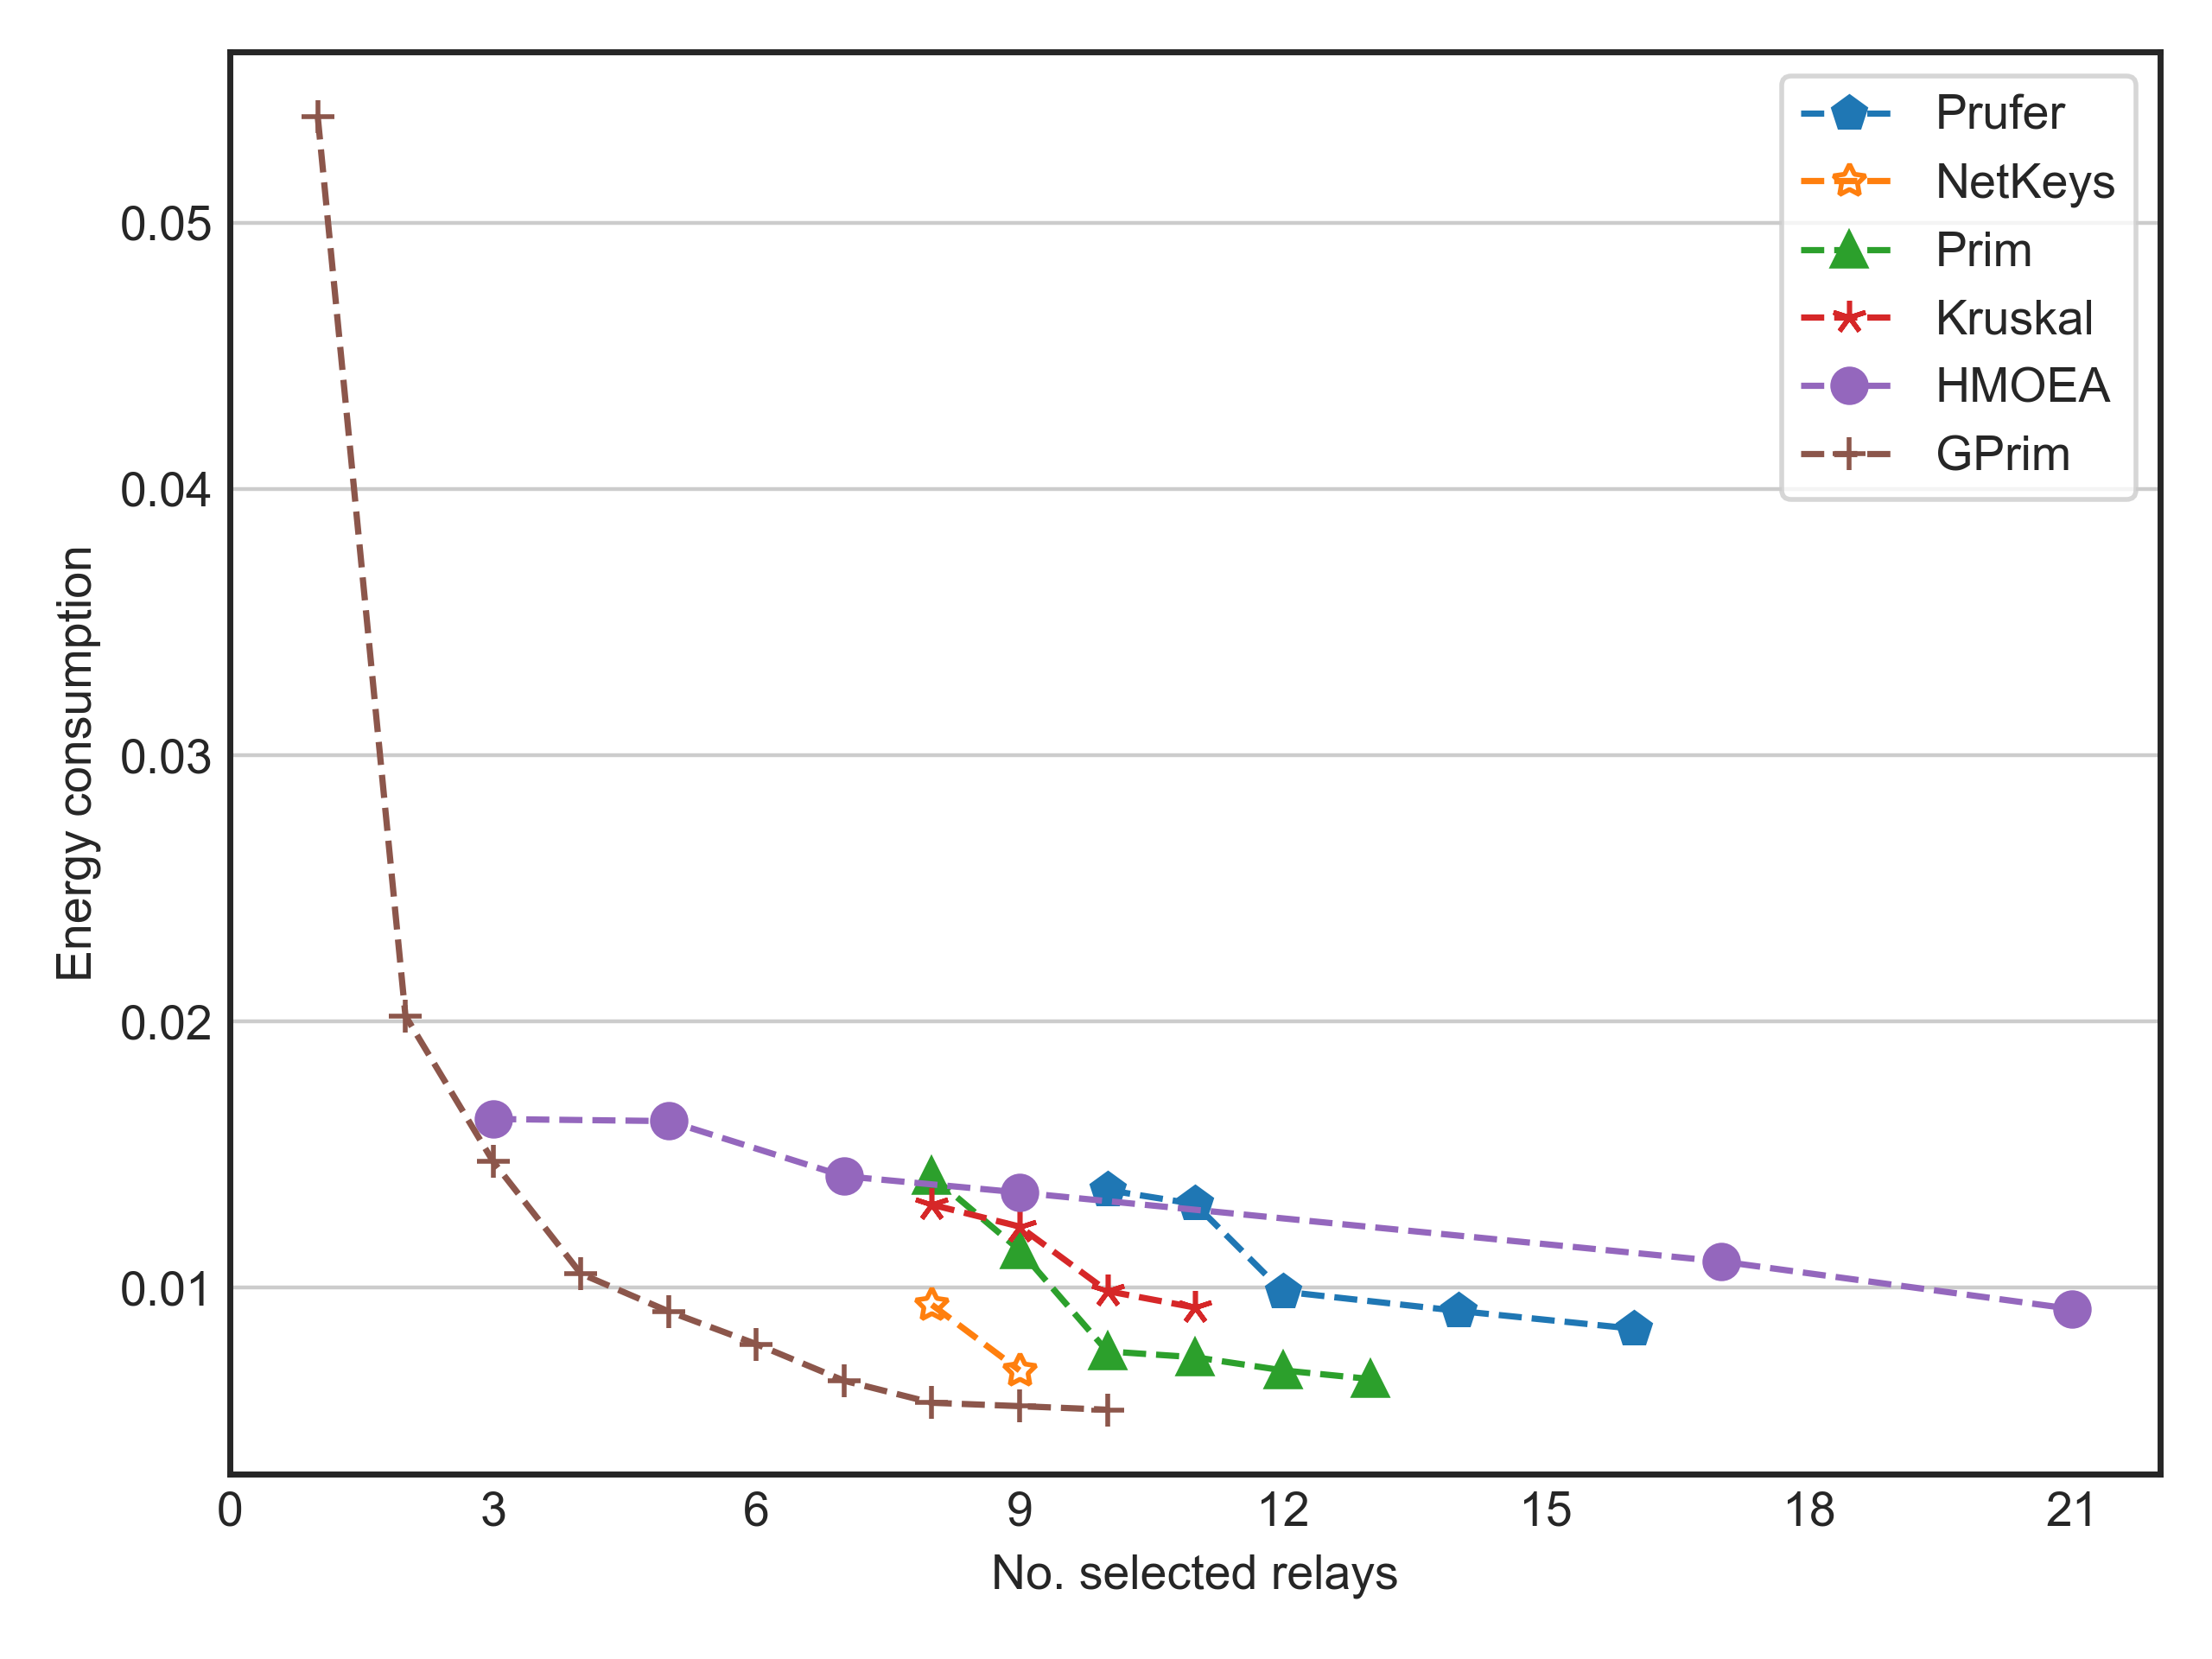 Prufer
NetKeys
Prim
Kruskal
HMOEA
GPrim
0.05
0.04
0.03
0.02
0.01
Energy consumption
0 3 6 9 12 15 18 21
No. selected relays